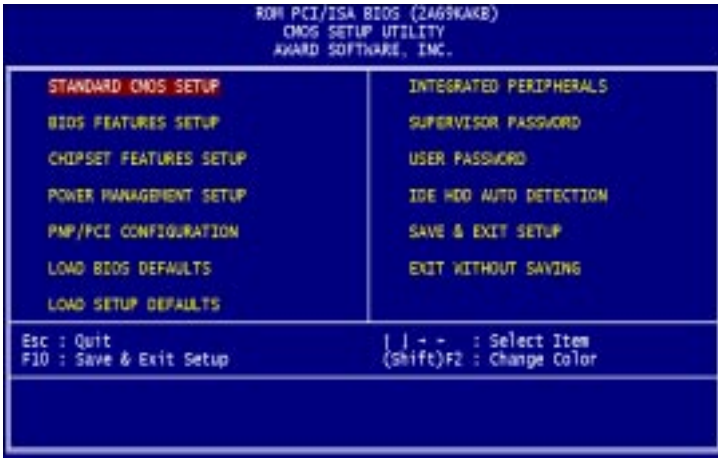 ROM PCI/ISA BIOS (2A69KAKB)
CMOS SETUP UTILITY
AWARD SOFTWARE, INC.
STANDARD CMOS SETUP
BIOS FEATURES SETUP
CHIPSET FEATURES SETUP
POWER MANAGEMENT SETUP
PNP/PCI CONFIGURATION
LOAD BIOS DEFAULTS
LOAD SETUP DEFAULTS
INTEGRATED PERIPHERALS
SUPERVISOR PASSWORD
USER PASSWORD
IDE HDD AUTO DETECTION
SAVE & EXIT SETUP
EXIT WITHOUT SAVING
Esc : Quit
F10 : Save & Exit Setup
: Select Item
(Shift)F2 : Change Color